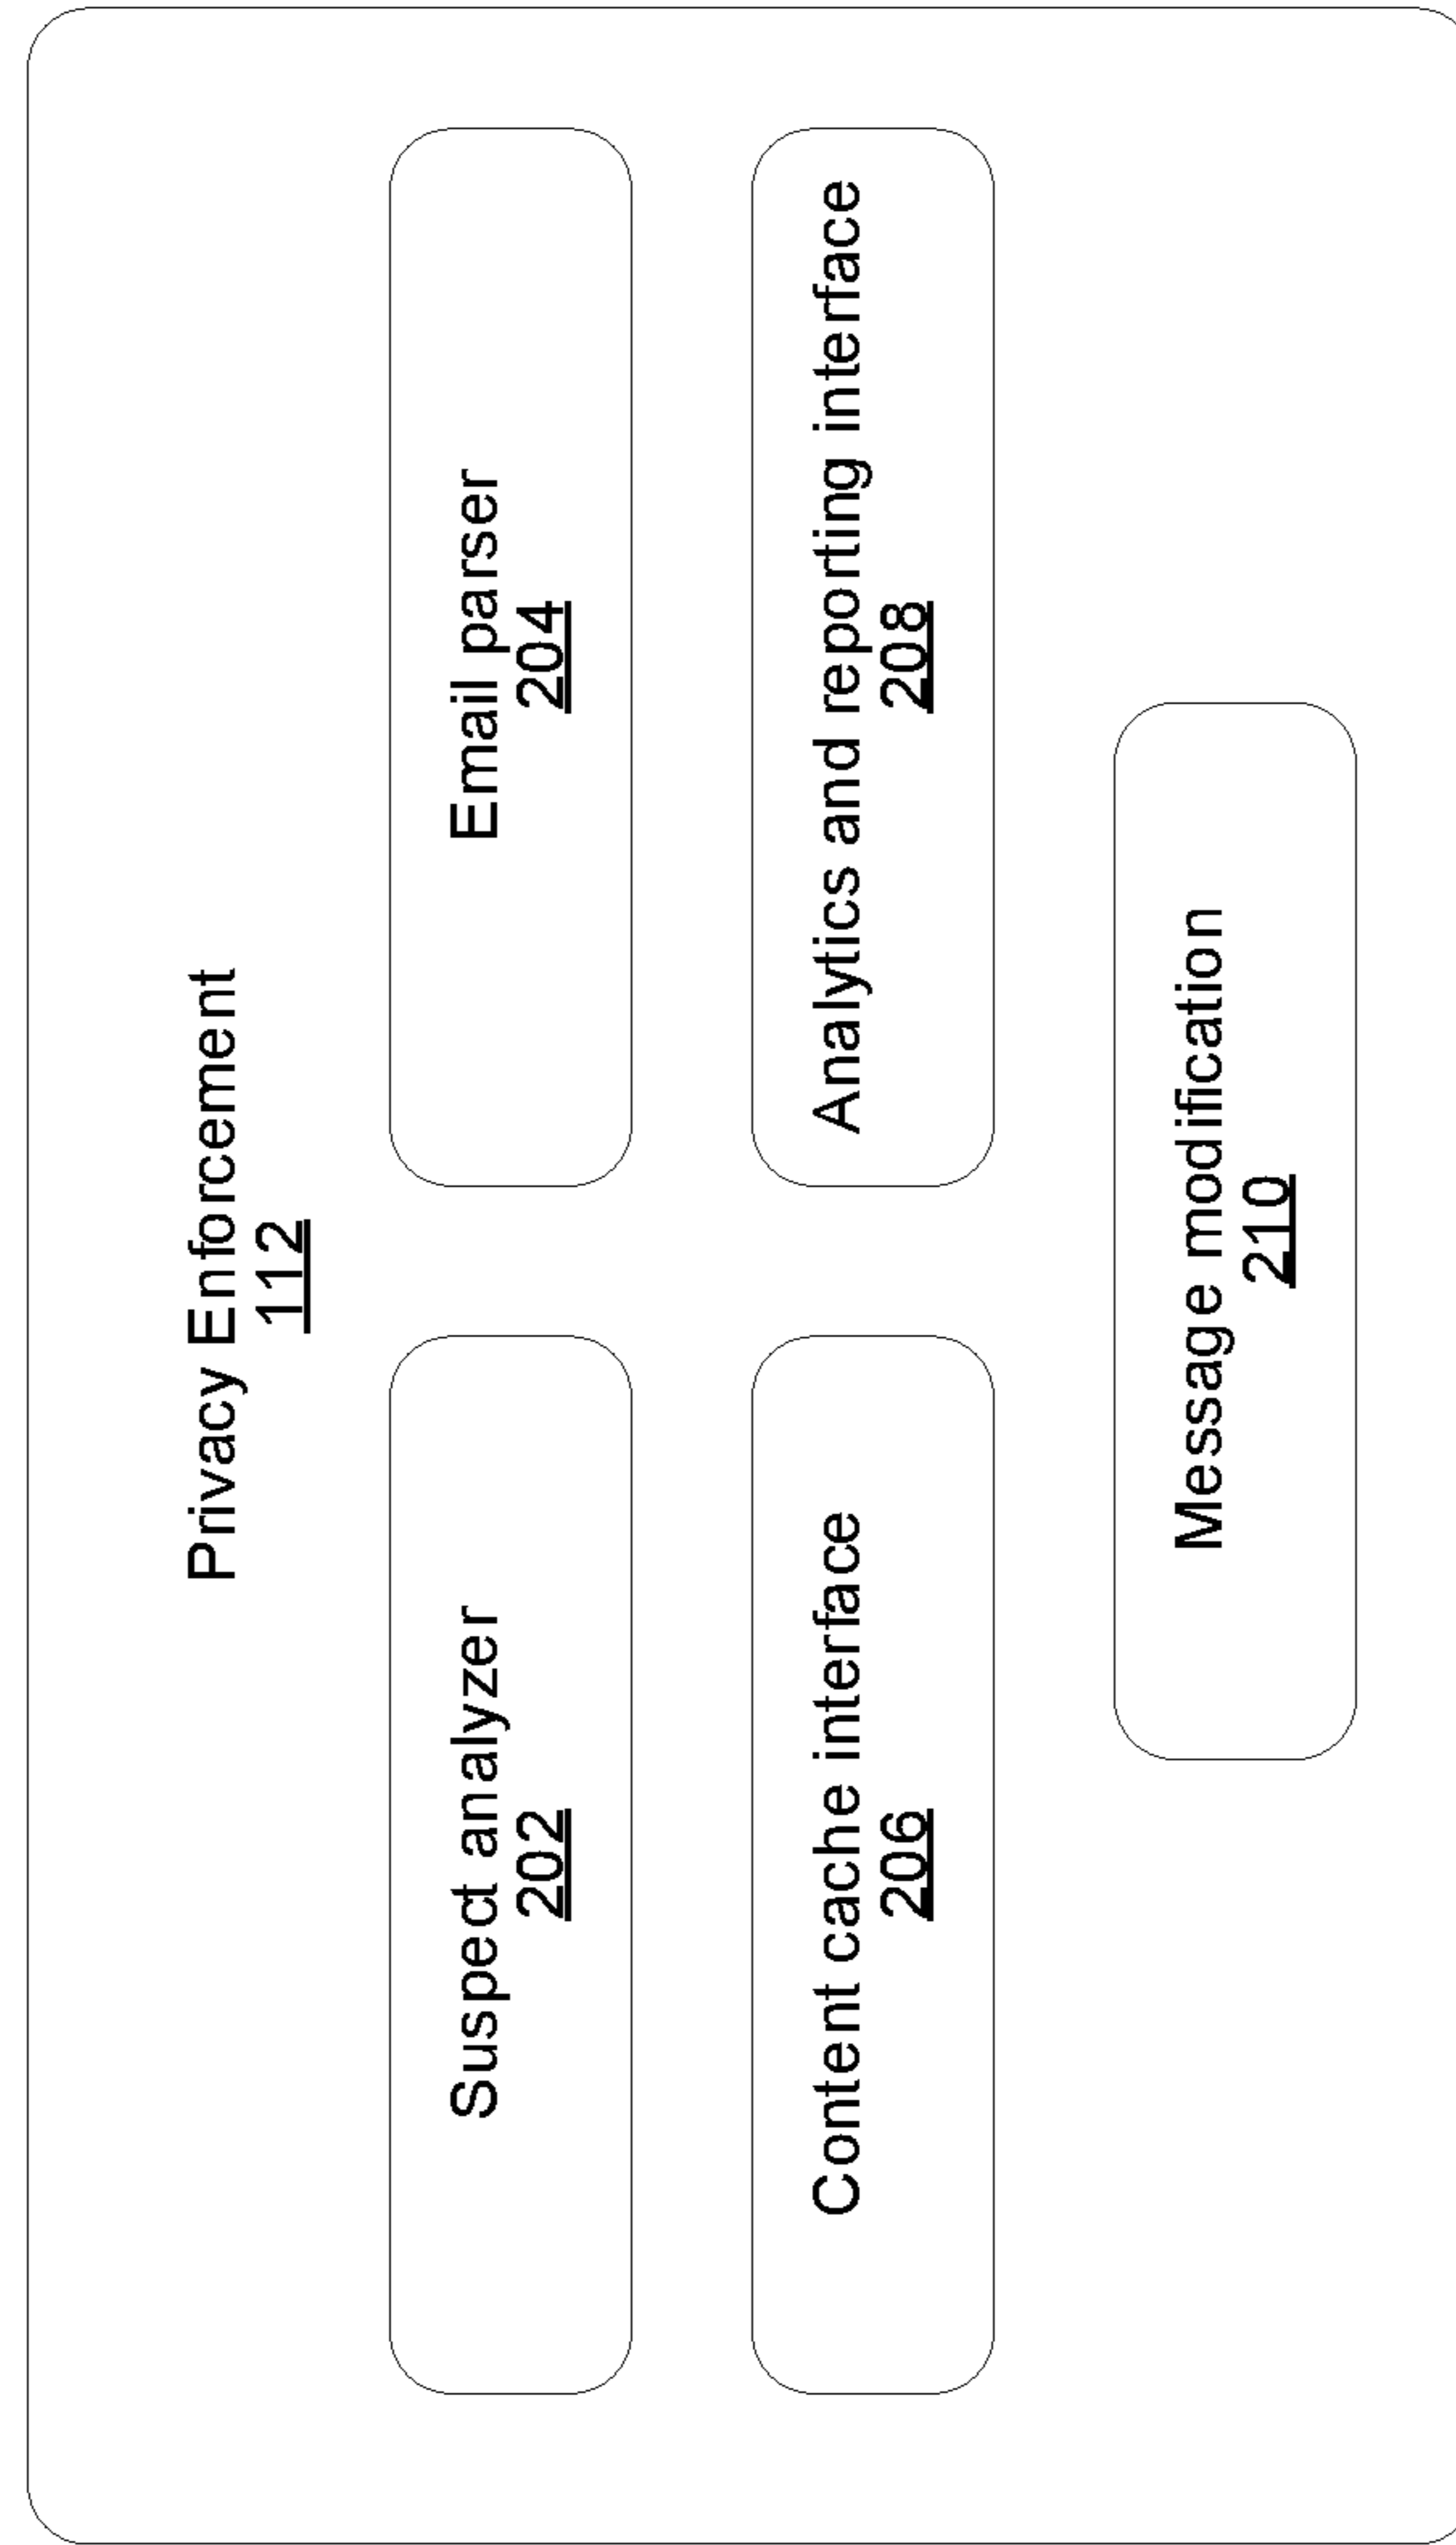 Privacy Enforcement
112
Suspect analyzer
202
Email parser
204
Content cache interface
206
Analytics and reporting interface
208
Message modification
210